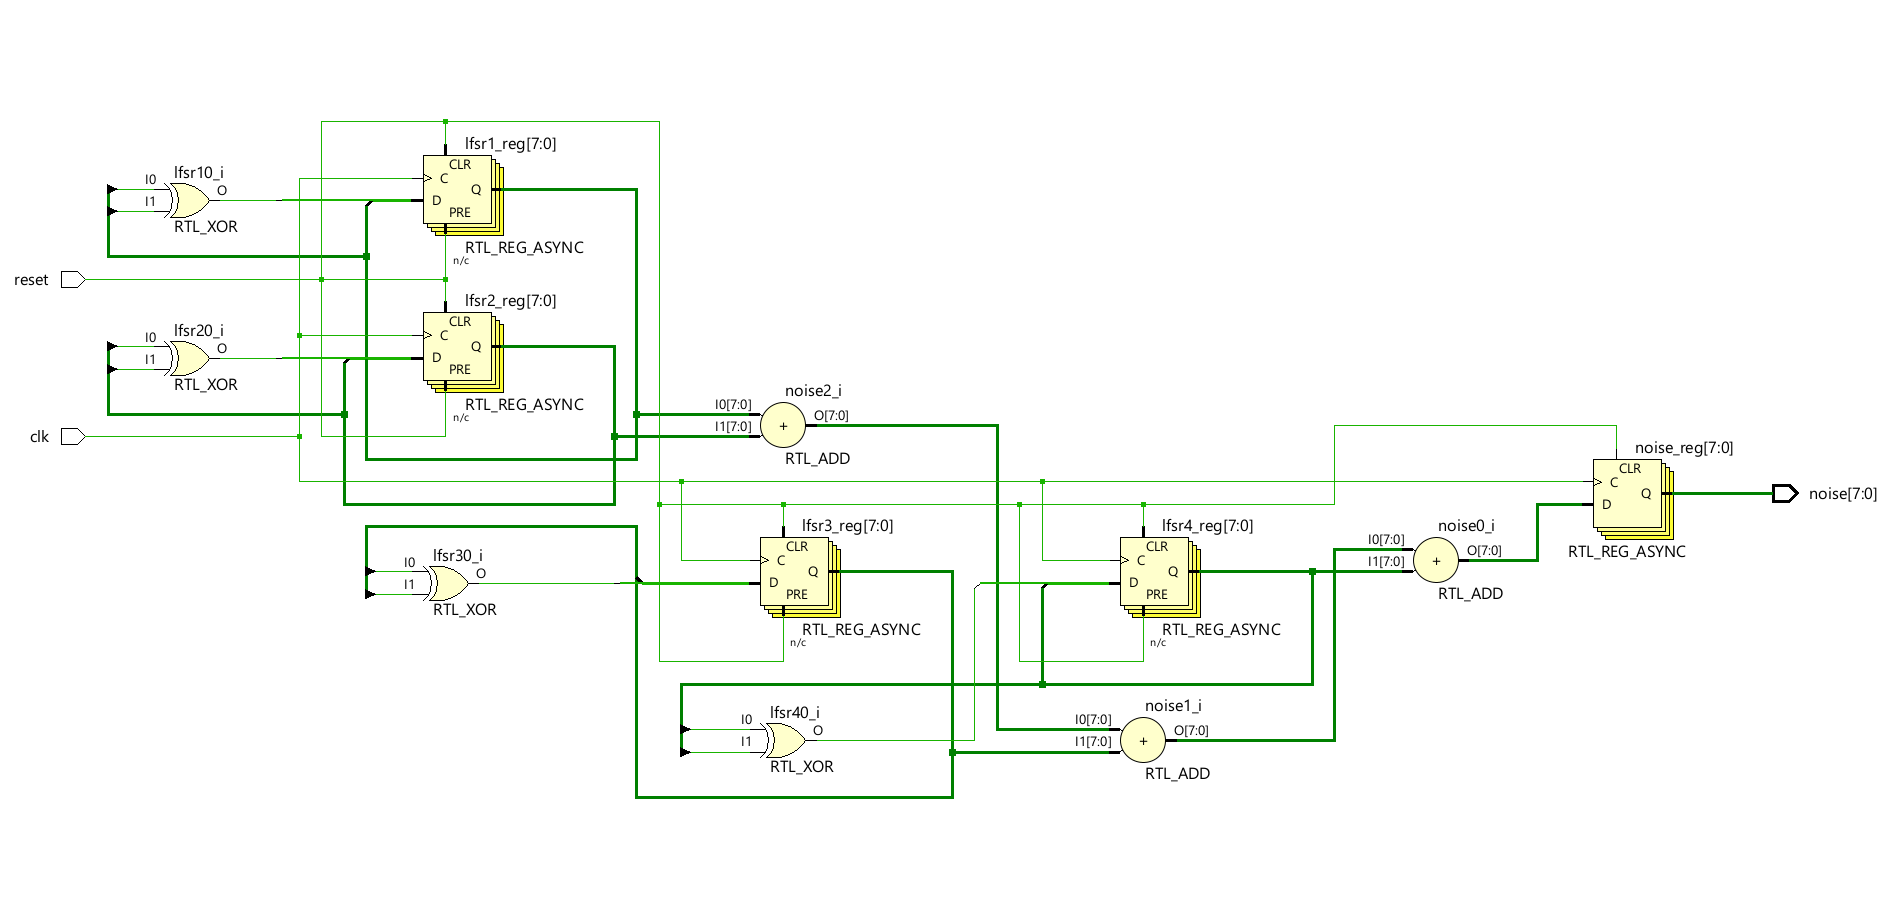 lfsr1_reg[7:0]
lfsr10_i
I0
I1
O
RTL_XOR
CLR
C
D
Q
PRE
RTL_REG_ASYNC
n/c
reset
lfsr2_reg[7:0]
lfsr20_i
I0
I1
O
RTL_XOR
CLR
C
D
Q
PRE
RTL_REG_ASYNC
n/c
clk
noise2_i
I0[7:0]
I1[7:0]
+
O[7:0]
RTL_ADD
noise_reg[7:0]
CLR
C
D
Q
RTL_REG_ASYNC
noise[7:0]
lfsr30_i
I0
I1
O
RTL_XOR
lfsr3_reg[7:0]
CLR
C
D
Q
PRE
RTL_REG_ASYNC
n/c
lfsr4_reg[7:0]
CLR
C
D
Q
PRE
RTL_REG_ASYNC
n/c
noise0_i
I0[7:0]
I1[7:0]
+
O[7:0]
RTL_ADD
lfsr40_i
I0
I1
O
RTL_XOR
noise1_i
I0[7:0]
I1[7:0]
+
O[7:0]
RTL_ADD